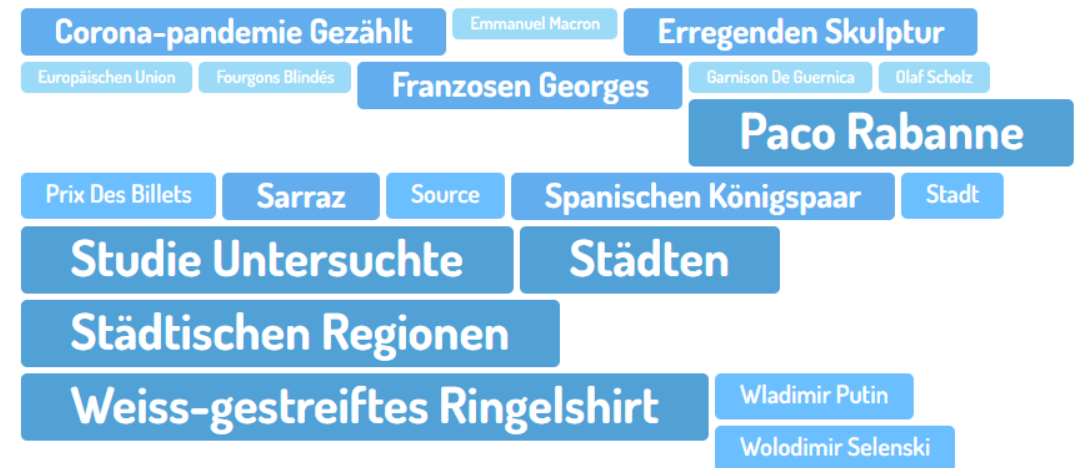 Corona-pandemie Gezählt Emmanuel Macron Erregenden Skulptur
Europäischen Union Fourgons Blindés Franzosen Georges Garnison De Guernica Olaf Scholz
Paco Rabanne
Prix Des Billets Sarraz Source Spanischen Königspaar Stadt
Studie Untersuchte Städten
Städtischen Regionen
Weiss-gestreiftes Ringelshirt Wladimir Putin
Wolodimir Selenski